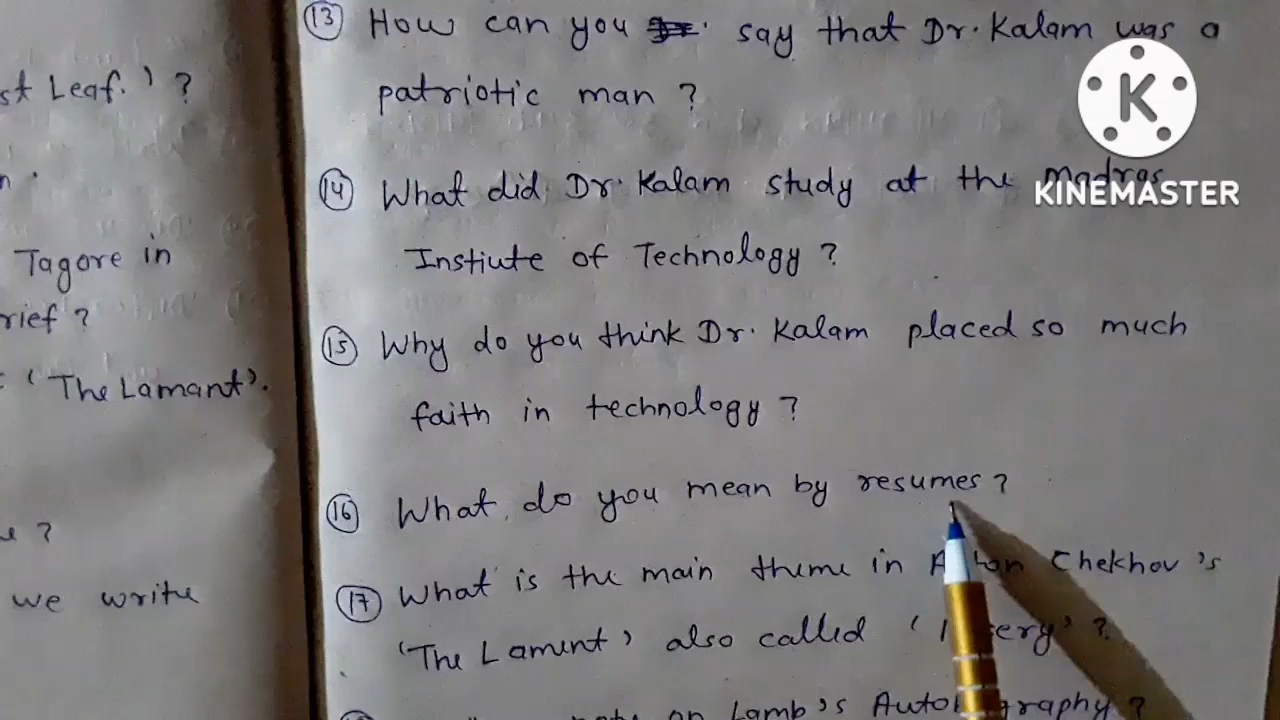 st Leaf.' ?
n.
Tagore in
rief ?
: 'The Lamant'.
e ?
we write
13 How can you say that Dr. Kalam was a
patriotic man ?
14 What did Dr. Kalam study at the Madras
Instiute of Technology ?
15 Why do you think Dr. Kalam placed so much
faith in technology ?
16 What do you mean by resumes ?
17 What is the main theme in Anton Chekhov's
'The Lament' also called ' ?
on Lamb's
K
KINEMASTER